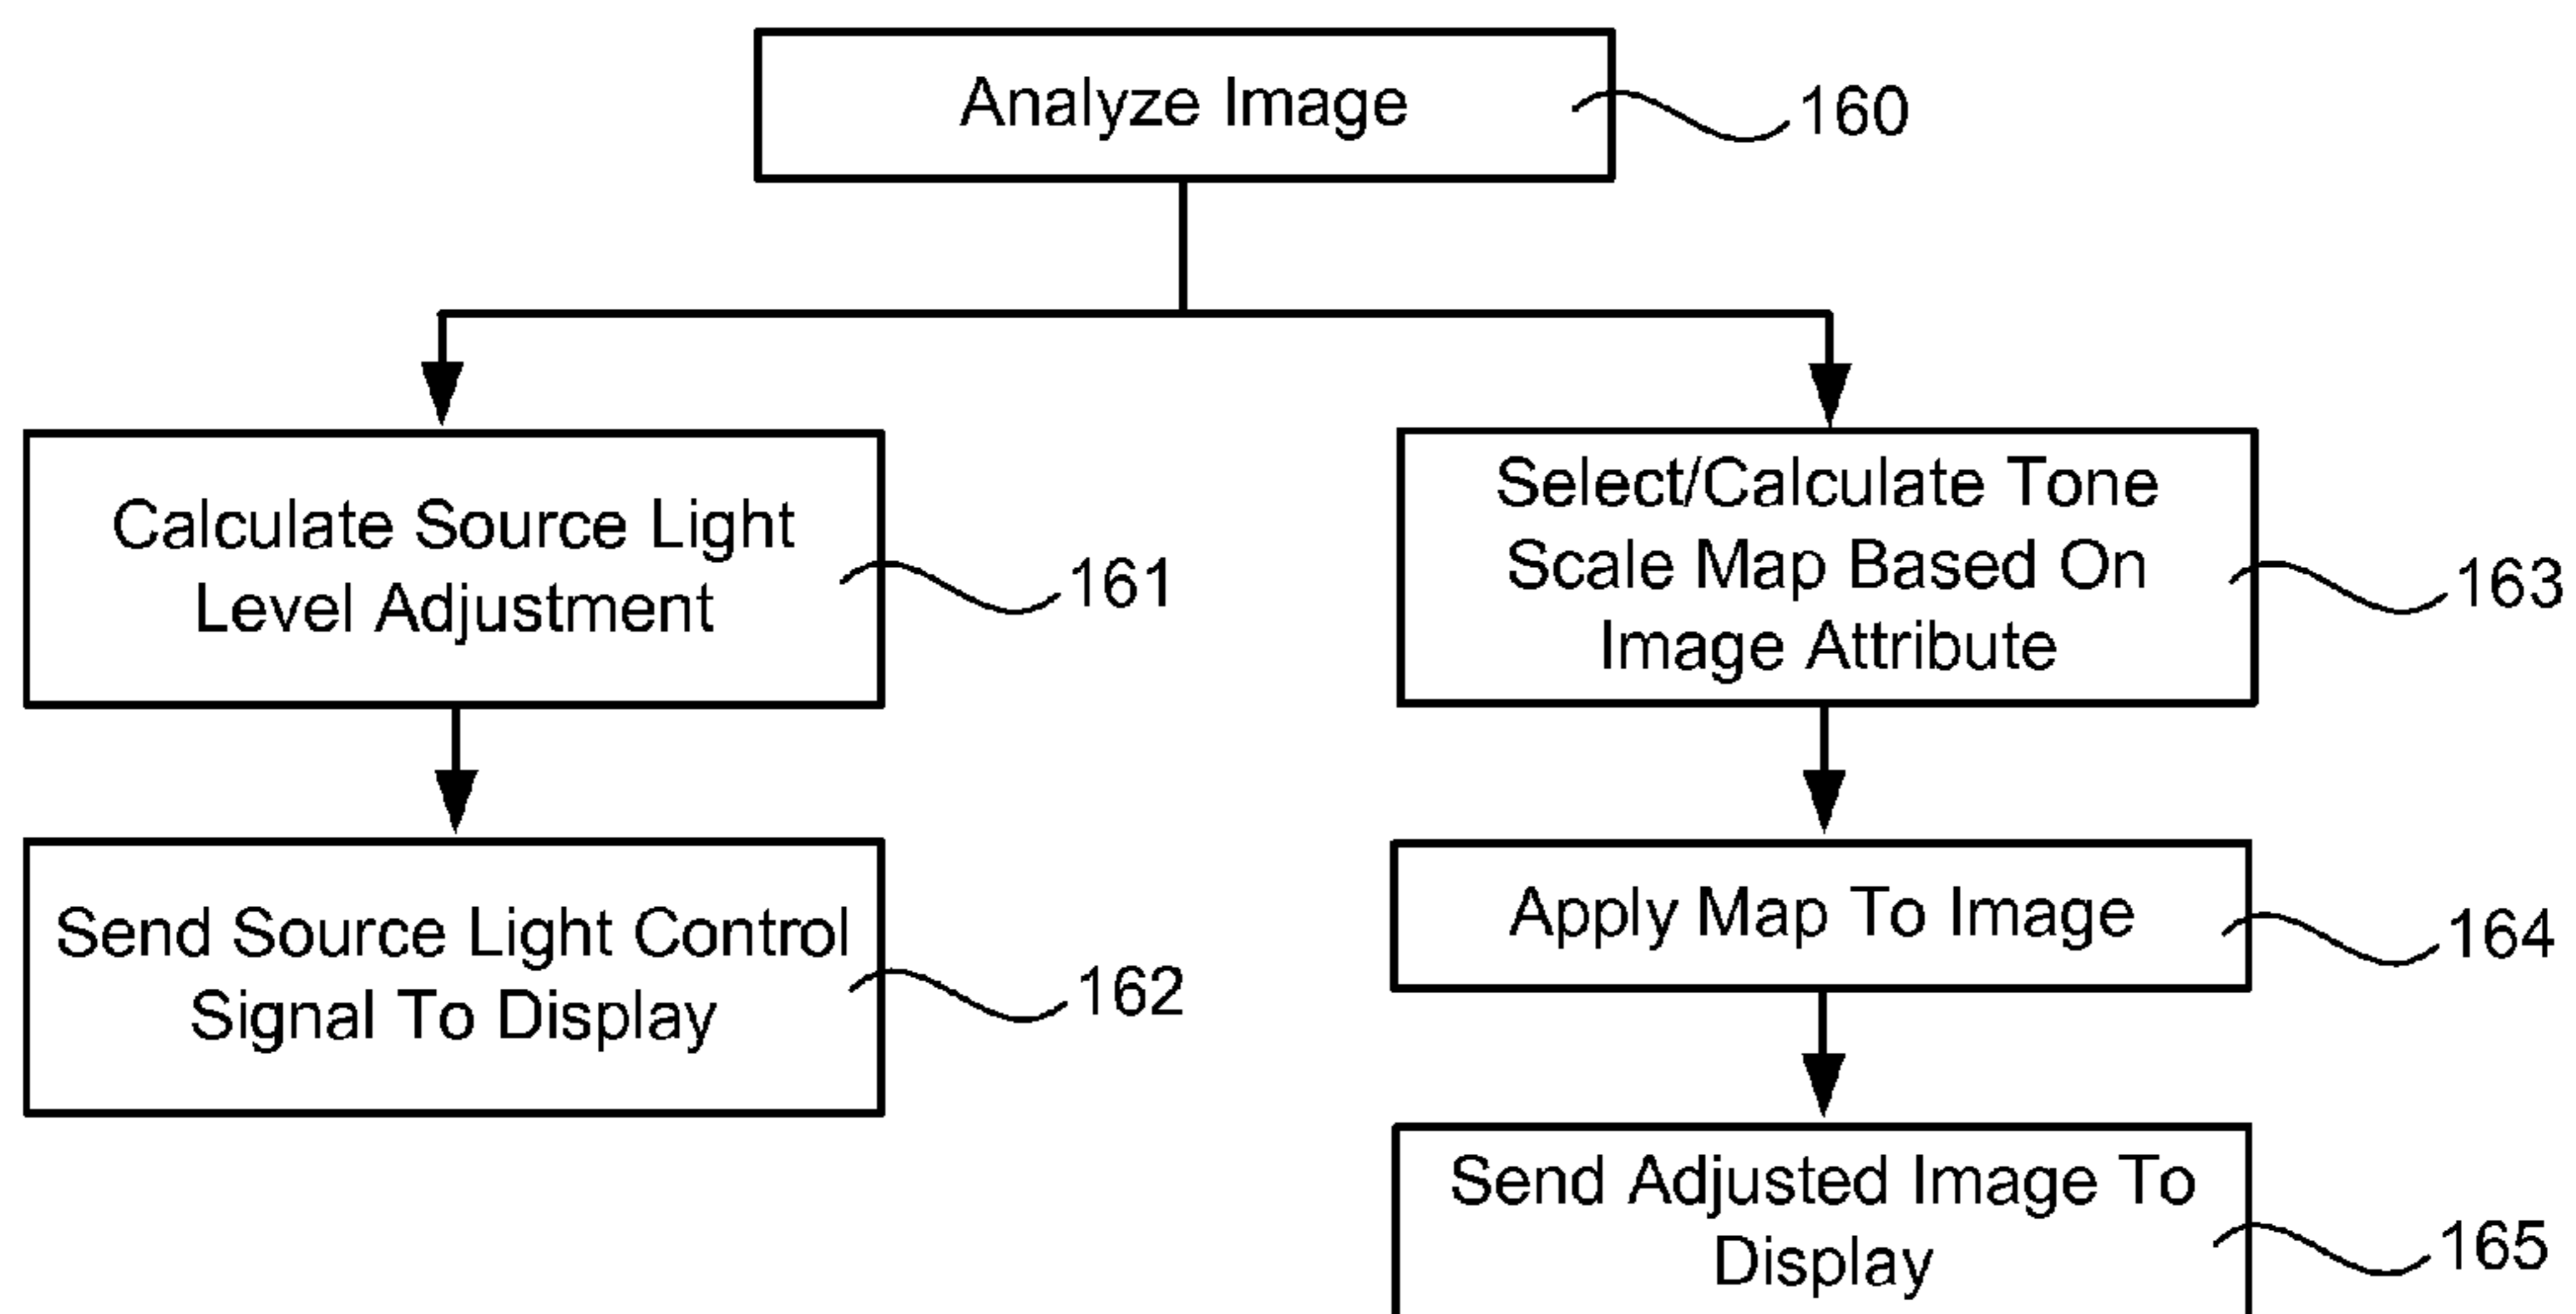 Analyze Image
160
Calculate Source Light
Level Adjustment
161
Send Source Light Control
Signal To Display
162
Select/Calculate Tone
Scale Map Based On
Image Attribute
163
Apply Map To Image
164
Send Adjusted Image To
Display
165